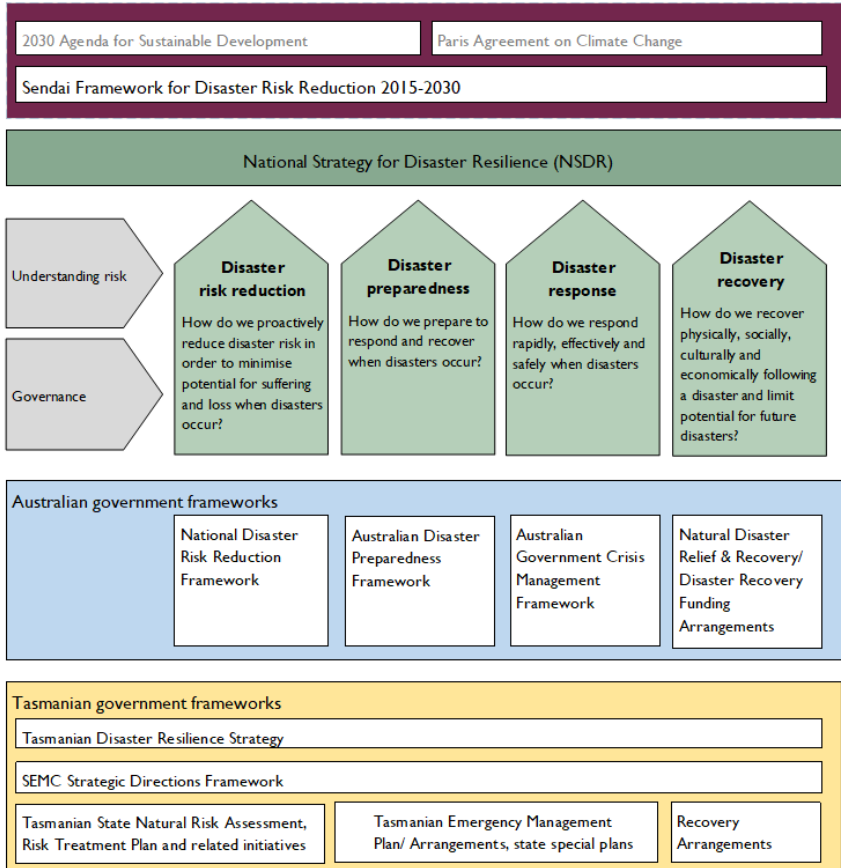 2030 Agenda for Sustainable Development
Paris Agreement on Climate Change
Sendai Framework for Disaster Risk Reduction 2015-2030
National Strategy for Disaster Resilience (NSDR)
Understanding risk
Governance
Disaster
risk reduction
How do we proactively
reduce disaster risk in
order to minimise
potential for suffering
and loss when disasters
occur?
Disaster
preparedness
How do we prepare to
respond and recover
when disasters occur?
Disaster
response
How do we respond
rapidly, effectively and
safely when disasters
occur?
Disaster
recovery
How do we recover
physically, socially,
culturally and
economically following
a disaster and limit
potential for future
disasters?
Australian government frameworks
National Disaster
Risk Reduction
Framework
Australian Disaster
Preparedness
Framework
Australian
Government Crisis
Management
Framework
Natural Disaster
Relief & Recovery/
Disaster Recovery
Funding
Arrangements
Tasmanian government frameworks
Tasmanian Disaster Resilience Strategy
SEMC Strategic Directions Framework
Tasmanian State Natural Risk Assessment,
Risk Treatment Plan and related initiatives
Tasmanian Emergency Management
Plan/ Arrangements, state special plans
Recovery
Arrangements